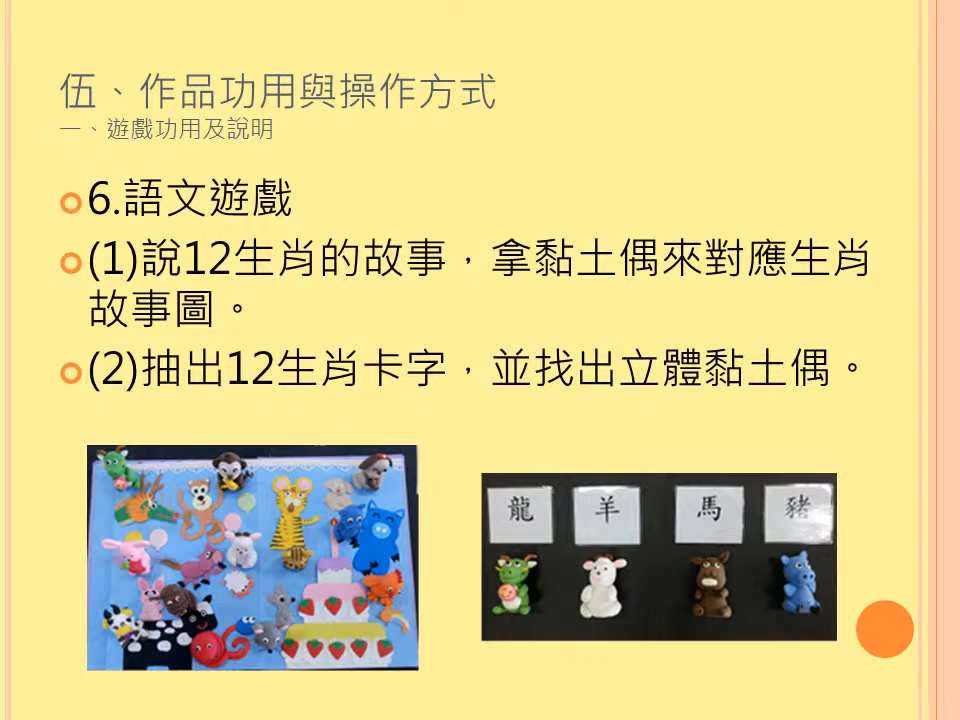 伍、作品功用與操作方式
一、遊戲功用及說明
6.語文遊戲
(1)說12生肖的故事，拿黏土偶來對應生肖
故事圖。
(2)抽出12生肖卡字，並找出立體黏土偶。
龍 羊 馬 豬